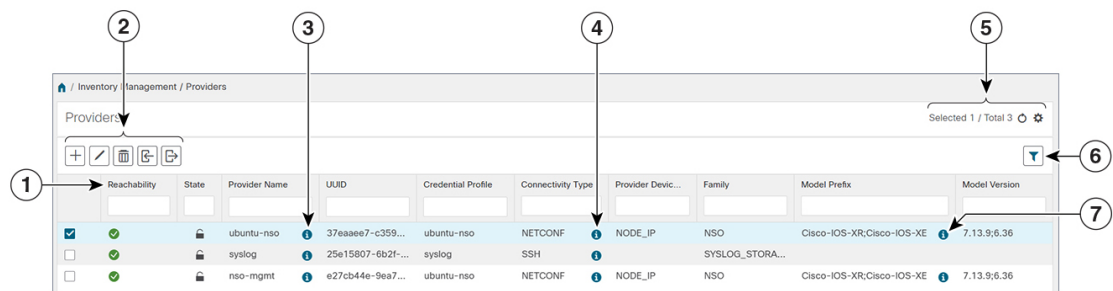 2
3
4
5
/ Inventory Management / Providers
Providers
Selected 1 / Total 3
6
1
Reachability State Provider Name UUID Credential Profile Connectivity Type Provider Devic... Family Model Prefix Model Version
7
ubuntu-nso 37eaaee7-c359... ubuntu-nso NETCONF NODE_IP NSO Cisco-IOS-XR;Cisco-IOS-XE 7.13.9;6.36
syslog 25e15807-6b2f-... syslog SSH SYSLOG_STORA...
nso-mgmt e27cb44e-9ea7... ubuntu-nso NETCONF NODE_IP NSO Cisco-IOS-XR;Cisco-IOS-XE 7.13.9;6.36